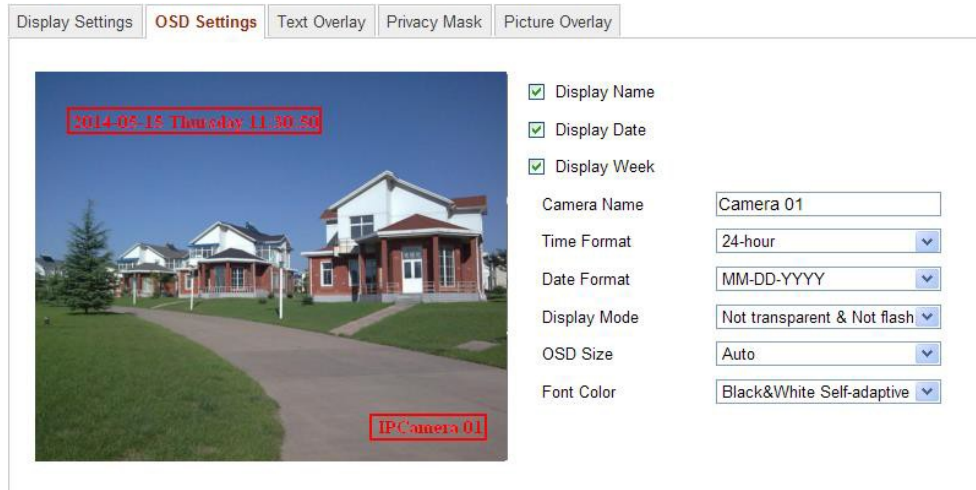 Display Settings
OSD Settings
Text Overlay
Privacy Mask
Picture Overlay
2014-05-15 Thursday 11:30:50
IPCamera 01
Display Name
Display Date
Display Week
Camera Name Camera 01
Time Format 24-hour
Date Format MM-DD-YYYY
Display Mode Not transparent & Not flash
OSD Size Auto
Font Color Black&White Self-adaptive